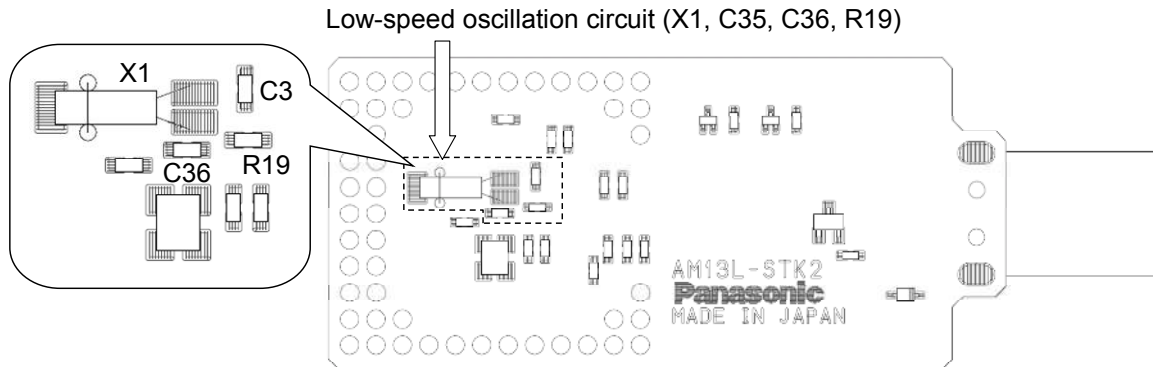 Low-speed oscillation circuit (X1, C35, C36, R19)
X1
C3
R19
C36
AM13L-STK2
Panasonic
MADE IN JAPAN